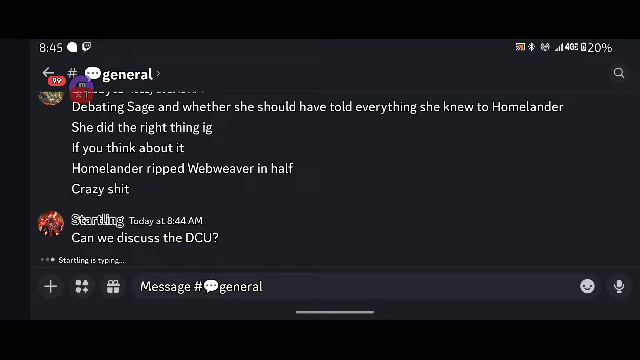 8:45 4GE 20%
# 💬general ›
99
Debating Sage and whether she should have told everything she knew to Homelander
She did the right thing ig
If you think about it
Homelander ripped Webweaver in half
Crazy shit
Startling Today at 8:44 AM
Can we discuss the DCU?
Startling is typing...
Message #💬general